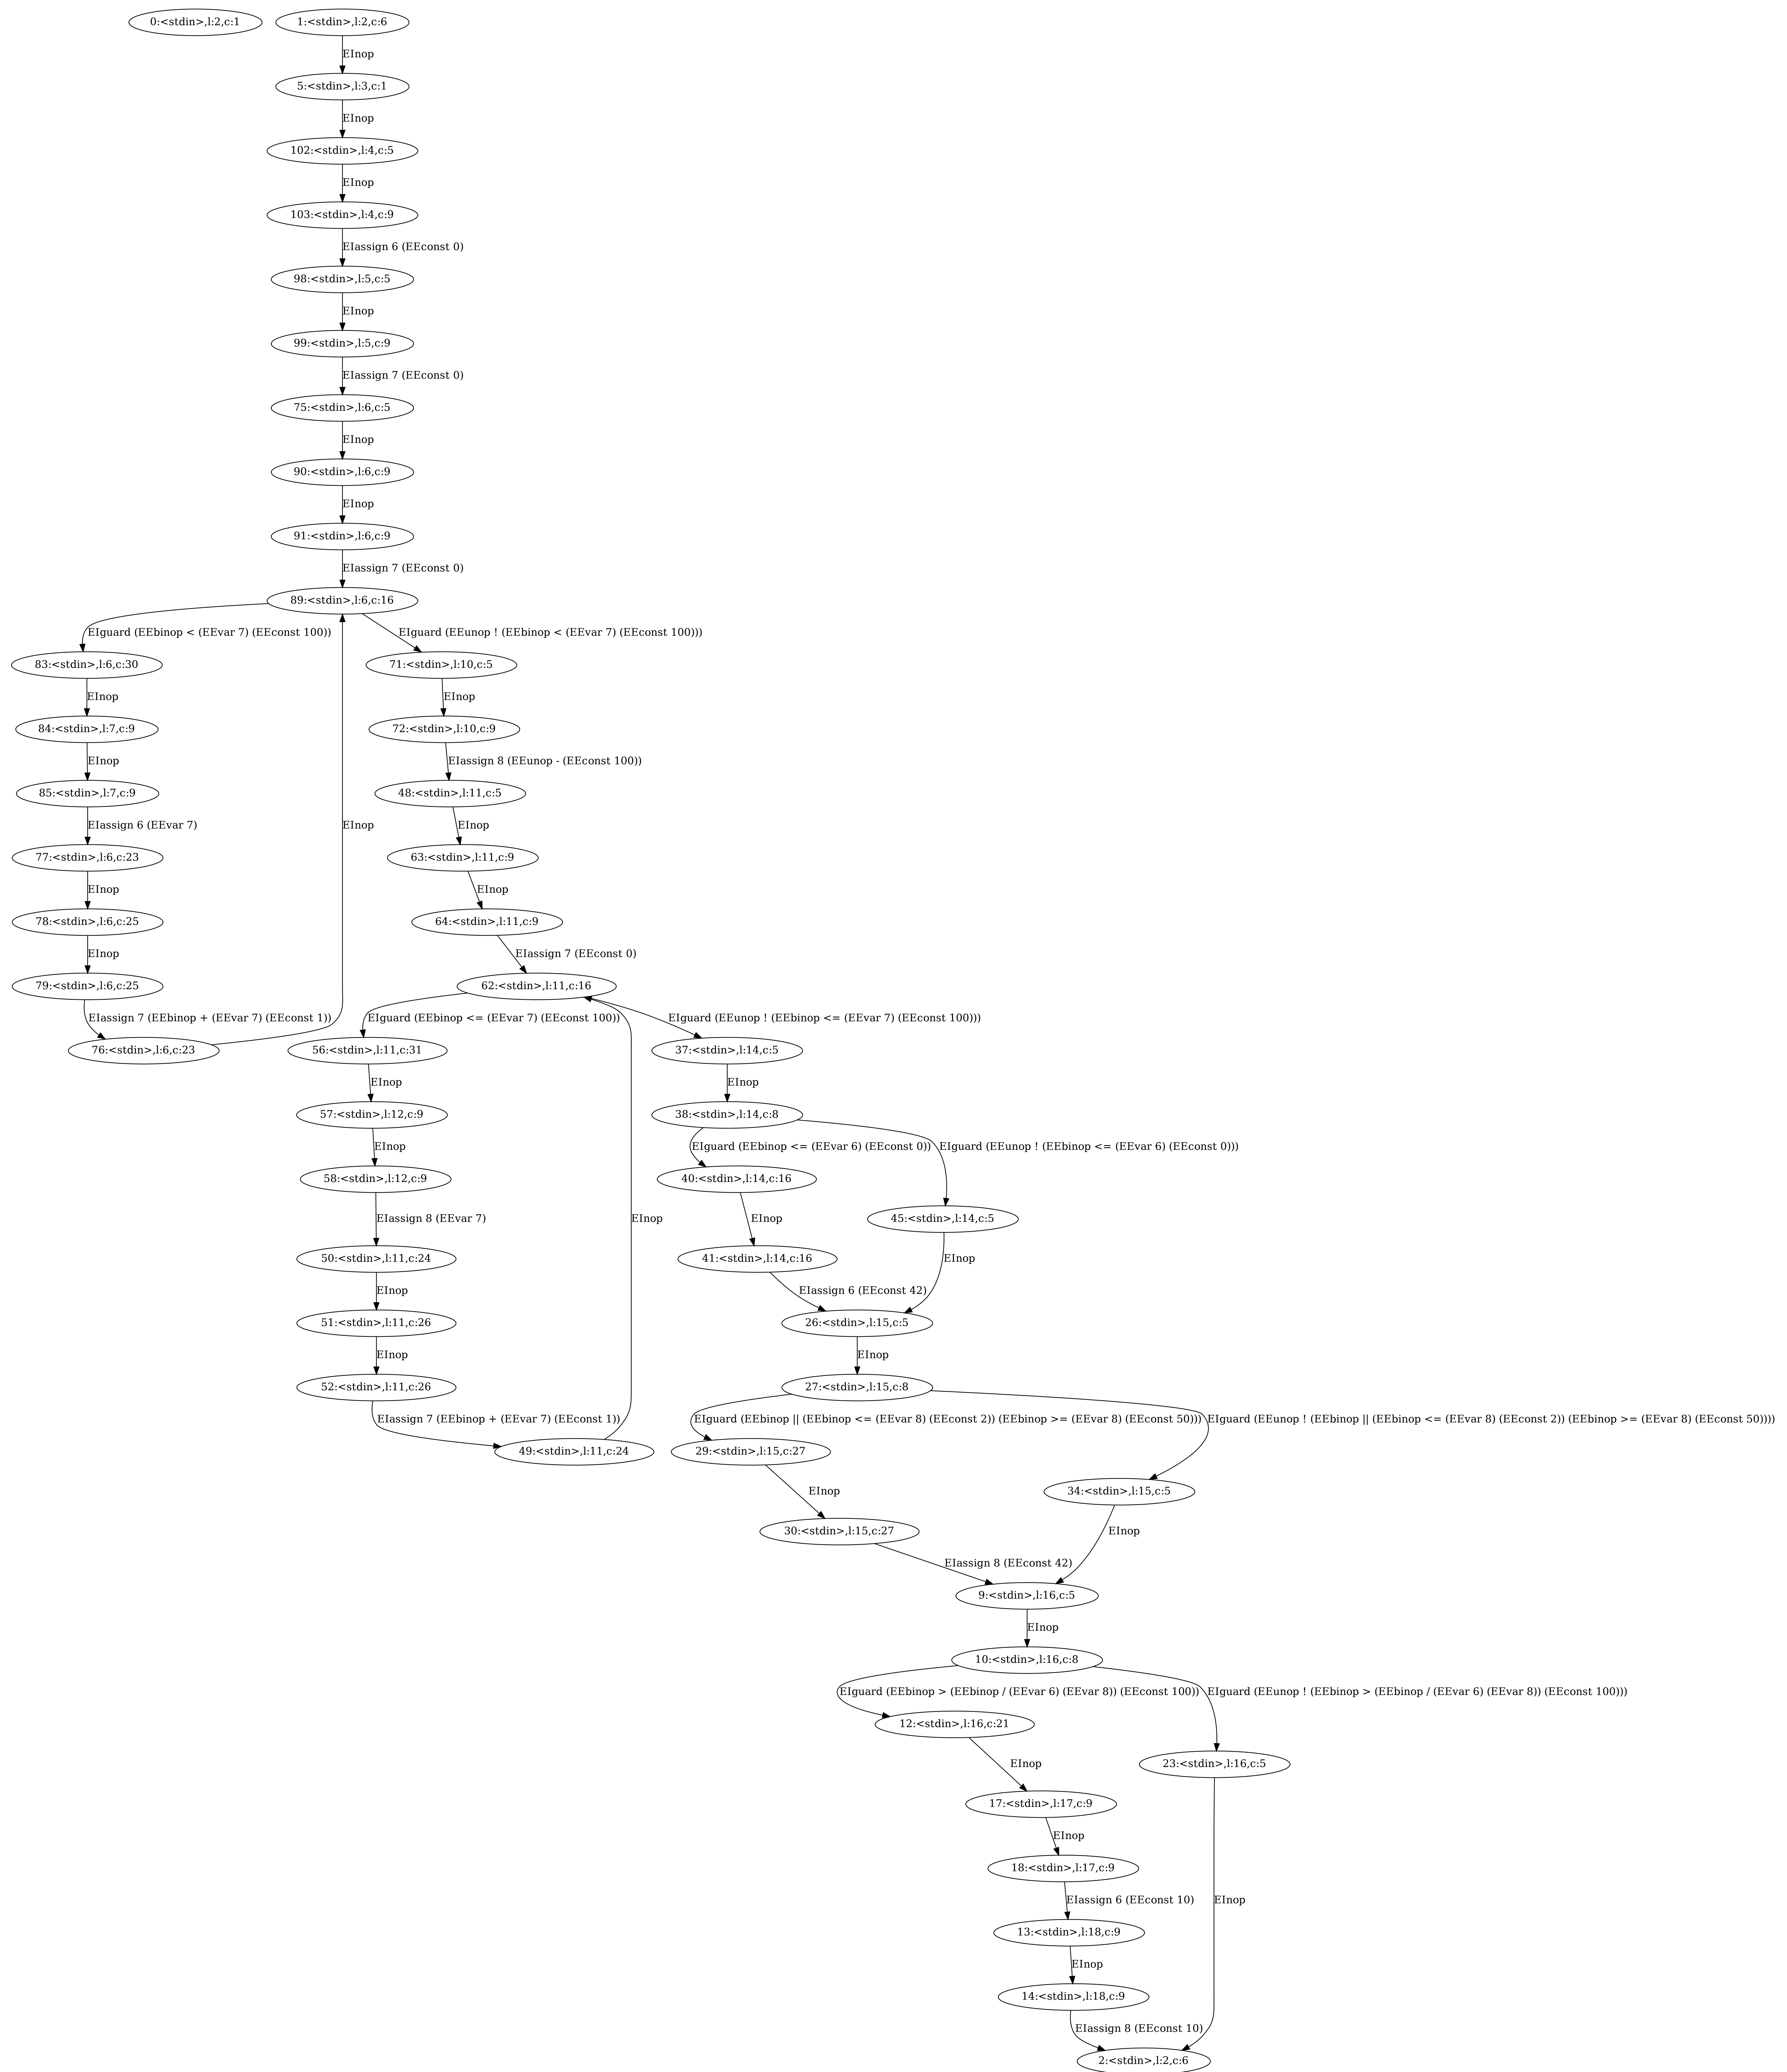 0:<stdin>,l:2,c:1
1:<stdin>,l:2,c:6
EInop
5:<stdin>,l:3,c:1
EInop
102:<stdin>,l:4,c:5
EInop
103:<stdin>,l:4,c:9
EIassign 6 (EEconst 0)
98:<stdin>,l:5,c:5
EInop
99:<stdin>,l:5,c:9
EIassign 7 (EEconst 0)
75:<stdin>,l:6,c:5
EInop
90:<stdin>,l:6,c:9
EInop
91:<stdin>,l:6,c:9
EIassign 7 (EEconst 0)
89:<stdin>,l:6,c:16
EIguard (EEbinop < (EEvar 7) (EEconst 100))
EIguard (EEunop ! (EEbinop < (EEvar 7) (EEconst 100)))
83:<stdin>,l:6,c:30
71:<stdin>,l:10,c:5
EInop
EInop
84:<stdin>,l:7,c:9
72:<stdin>,l:10,c:9
EInop
EIassign 8 (EEunop - (EEconst 100))
85:<stdin>,l:7,c:9
48:<stdin>,l:11,c:5
EIassign 6 (EEvar 7)
EInop
EInop
77:<stdin>,l:6,c:23
63:<stdin>,l:11,c:9
EInop
EInop
78:<stdin>,l:6,c:25
64:<stdin>,l:11,c:9
EInop
EIassign 7 (EEconst 0)
79:<stdin>,l:6,c:25
62:<stdin>,l:11,c:16
EIassign 7 (EEbinop + (EEvar 7) (EEconst 1))
EIguard (EEbinop <= (EEvar 7) (EEconst 100))
EIguard (EEunop ! (EEbinop <= (EEvar 7) (EEconst 100)))
76:<stdin>,l:6,c:23
56:<stdin>,l:11,c:31
37:<stdin>,l:14,c:5
EInop
EInop
57:<stdin>,l:12,c:9
38:<stdin>,l:14,c:8
EInop
EIguard (EEbinop <= (EEvar 6) (EEconst 0))
EIguard (EEunop ! (EEbinop <= (EEvar 6) (EEconst 0)))
58:<stdin>,l:12,c:9
40:<stdin>,l:14,c:16
EIassign 8 (EEvar 7)
EInop
EInop
45:<stdin>,l:14,c:5
50:<stdin>,l:11,c:24
41:<stdin>,l:14,c:16
EInop
EInop
EIassign 6 (EEconst 42)
51:<stdin>,l:11,c:26
26:<stdin>,l:15,c:5
EInop
EInop
52:<stdin>,l:11,c:26
27:<stdin>,l:15,c:8
EIassign 7 (EEbinop + (EEvar 7) (EEconst 1))
EIguard (EEbinop || (EEbinop <= (EEvar 8) (EEconst 2)) (EEbinop >= (EEvar 8) (EEconst 50)))
EIguard (EEunop ! (EEbinop || (EEbinop <= (EEvar 8) (EEconst 2)) (EEbinop >= (EEvar 8) (EEconst 50))))
49:<stdin>,l:11,c:24
29:<stdin>,l:15,c:27
34:<stdin>,l:15,c:5
EInop
30:<stdin>,l:15,c:27
EInop
EIassign 8 (EEconst 42)
9:<stdin>,l:16,c:5
EInop
10:<stdin>,l:16,c:8
EIguard (EEbinop > (EEbinop / (EEvar 6) (EEvar 8)) (EEconst 100))
EIguard (EEunop ! (EEbinop > (EEbinop / (EEvar 6) (EEvar 8)) (EEconst 100)))
12:<stdin>,l:16,c:21
EInop
23:<stdin>,l:16,c:5
17:<stdin>,l:17,c:9
EInop
18:<stdin>,l:17,c:9
EIassign 6 (EEconst 10)
EInop
13:<stdin>,l:18,c:9
EInop
14:<stdin>,l:18,c:9
EIassign 8 (EEconst 10)
2:<stdin>,l:2,c:6